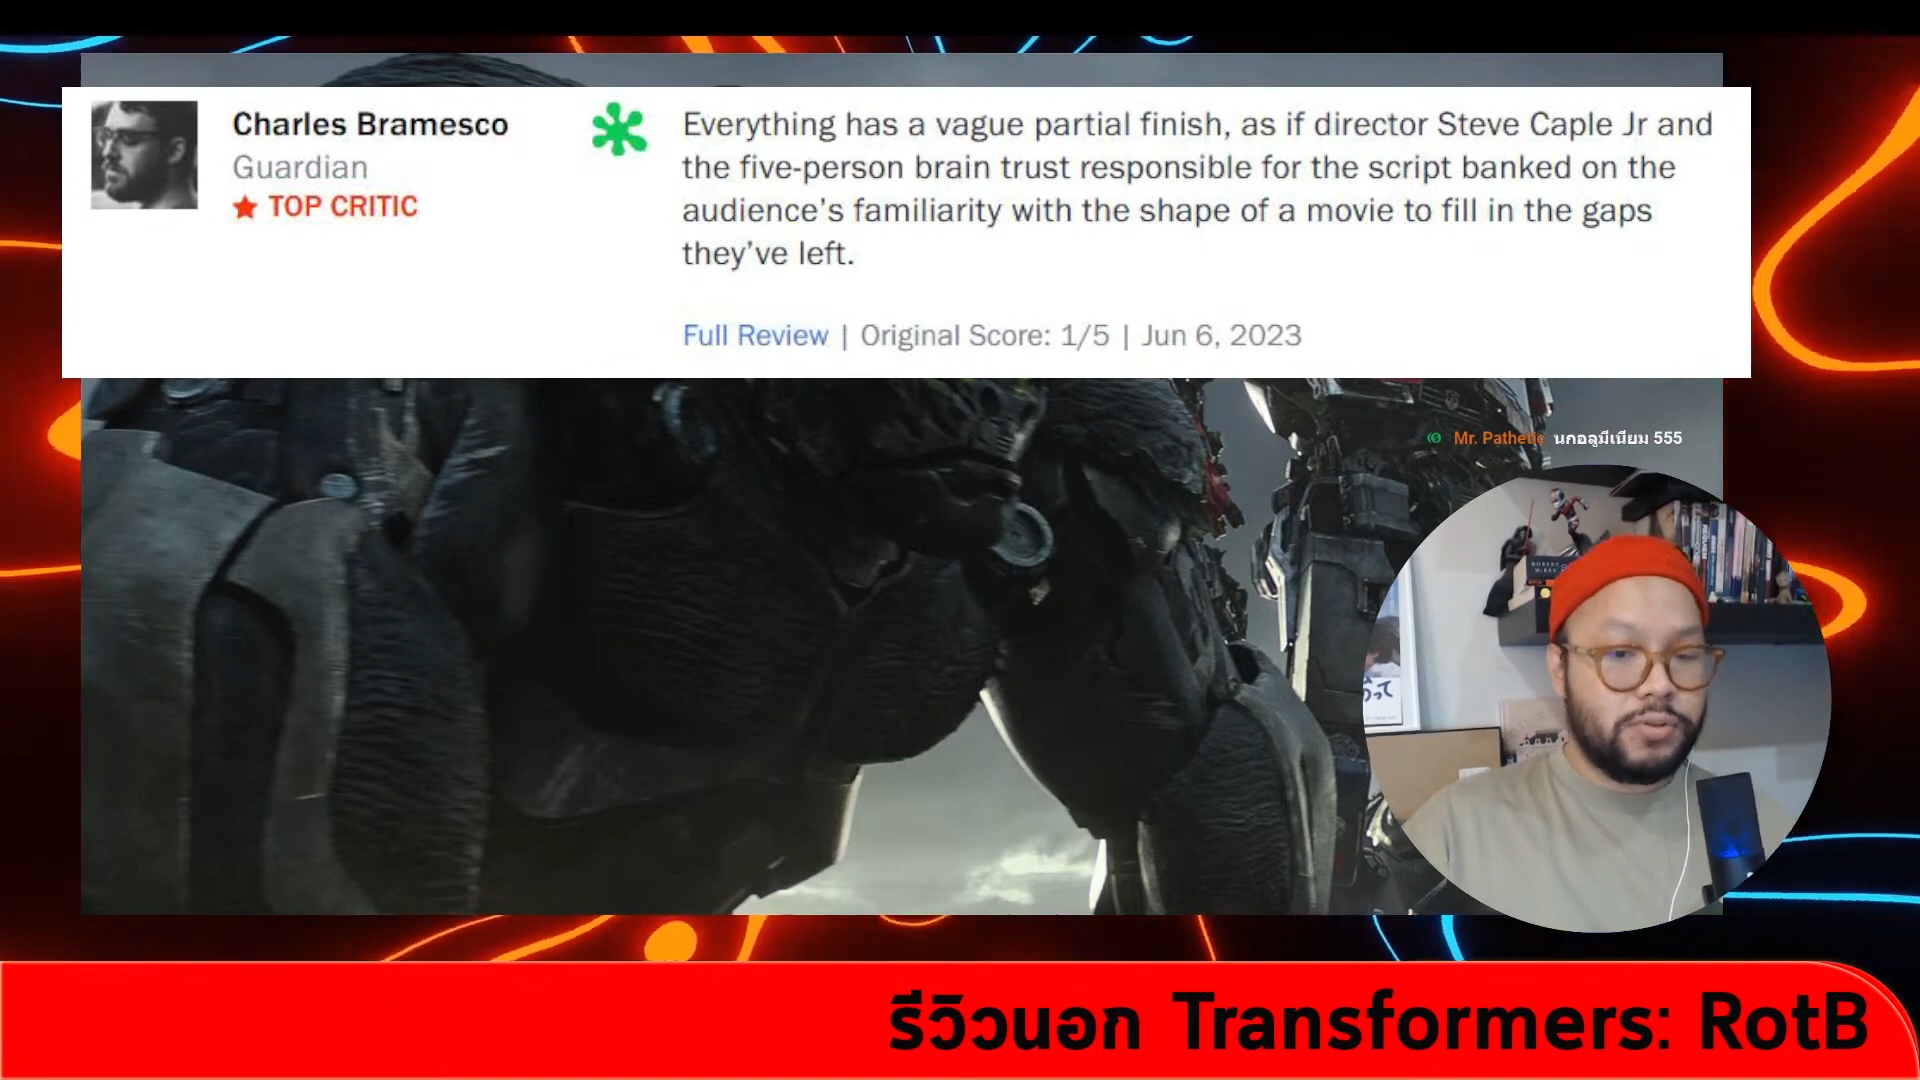 Charles Bramesco
Guardian
TOP CRITIC
Everything has a vague partial finish, as if director Steve Caple Jr and
the five-person brain trust responsible for the script banked on the
audience’s familiarity with the shape of a movie to fill in the gaps
they’ve left.
Full Review | Original Score: 1/5 | Jun 6, 2023
Mr. Pathetic นกอลูมีเนียม 555
ROBERT
McKEE
รีวิวนอก Transformers: RotB